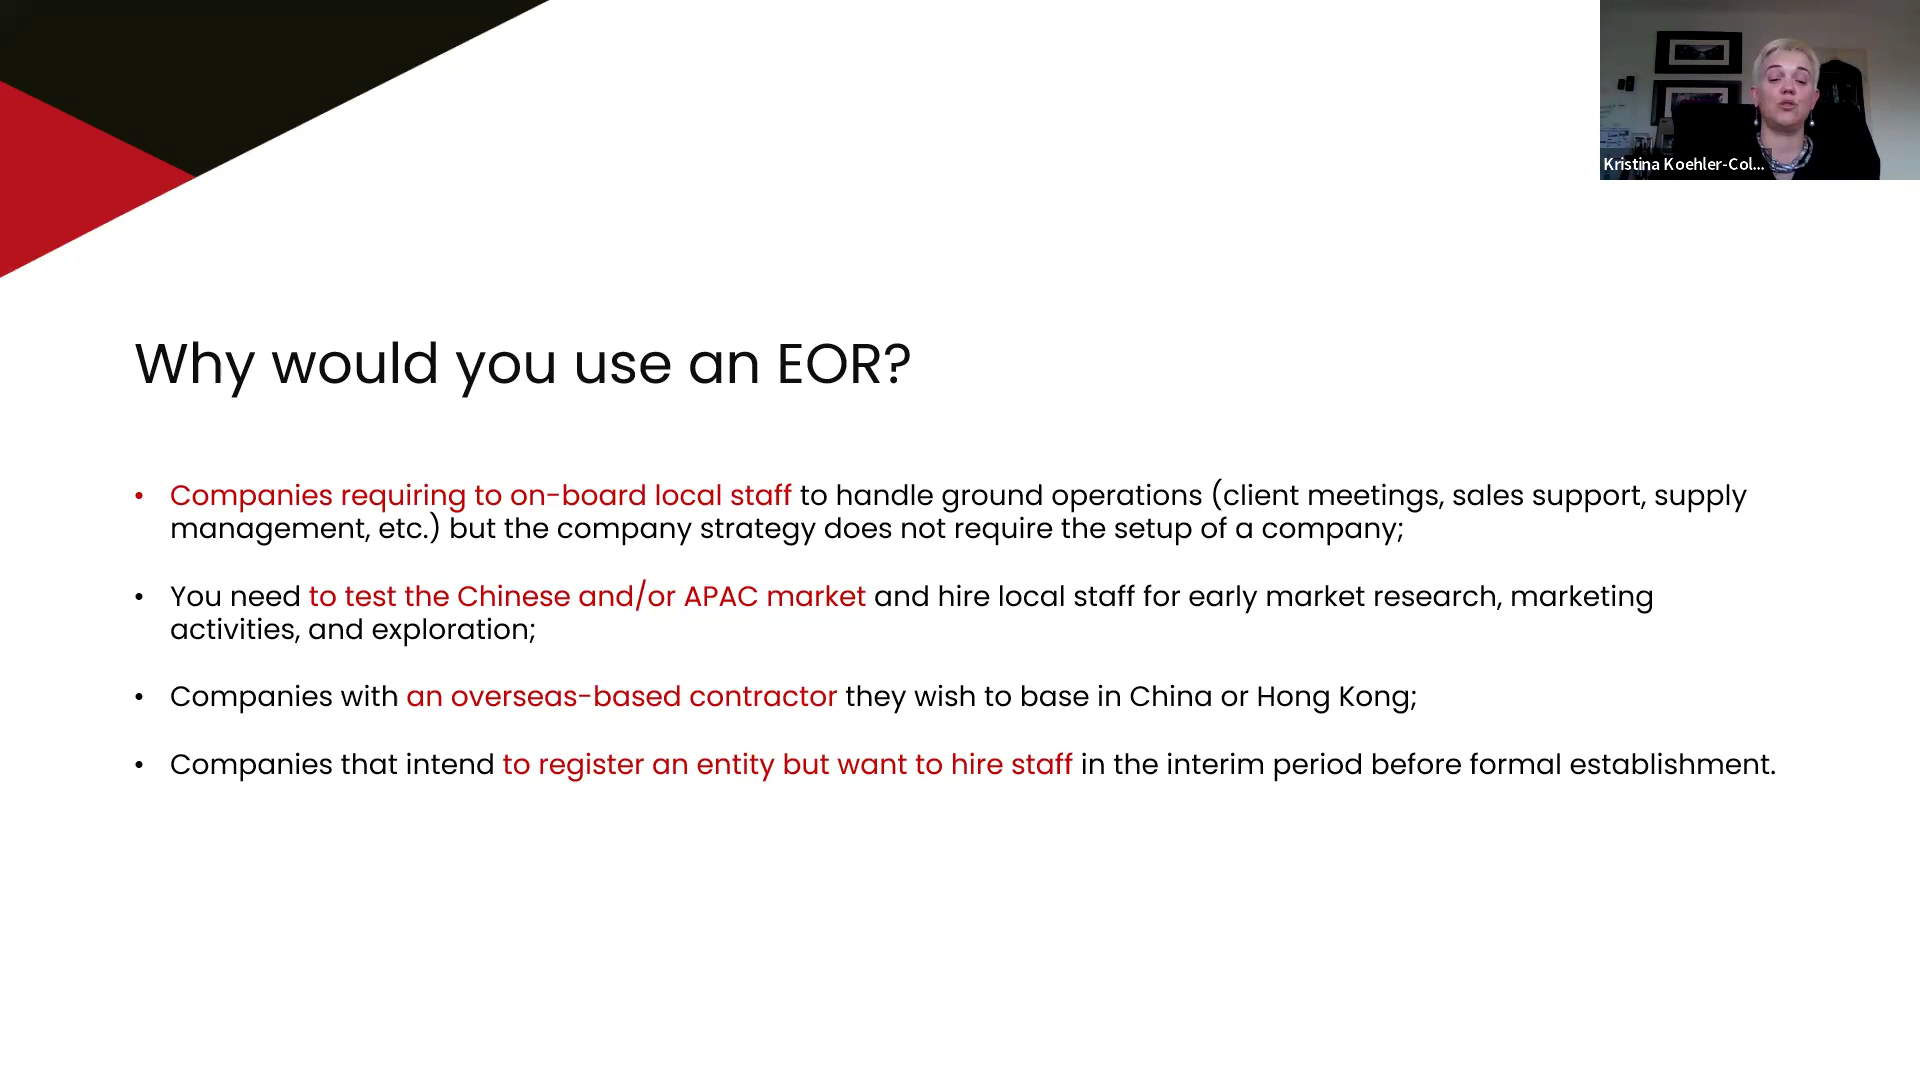 Kristina Koehler-Col...
Why would you use an EOR?
• Companies requiring to on-board local staff to handle ground operations (client meetings, sales support, supply
management, etc.) but the company strategy does not require the setup of a company;
• You need to test the Chinese and/or APAC market and hire local staff for early market research, marketing
activities, and exploration;
• Companies with an overseas-based contractor they wish to base in China or Hong Kong;
• Companies that intend to register an entity but want to hire staff in the interim period before formal establishment.